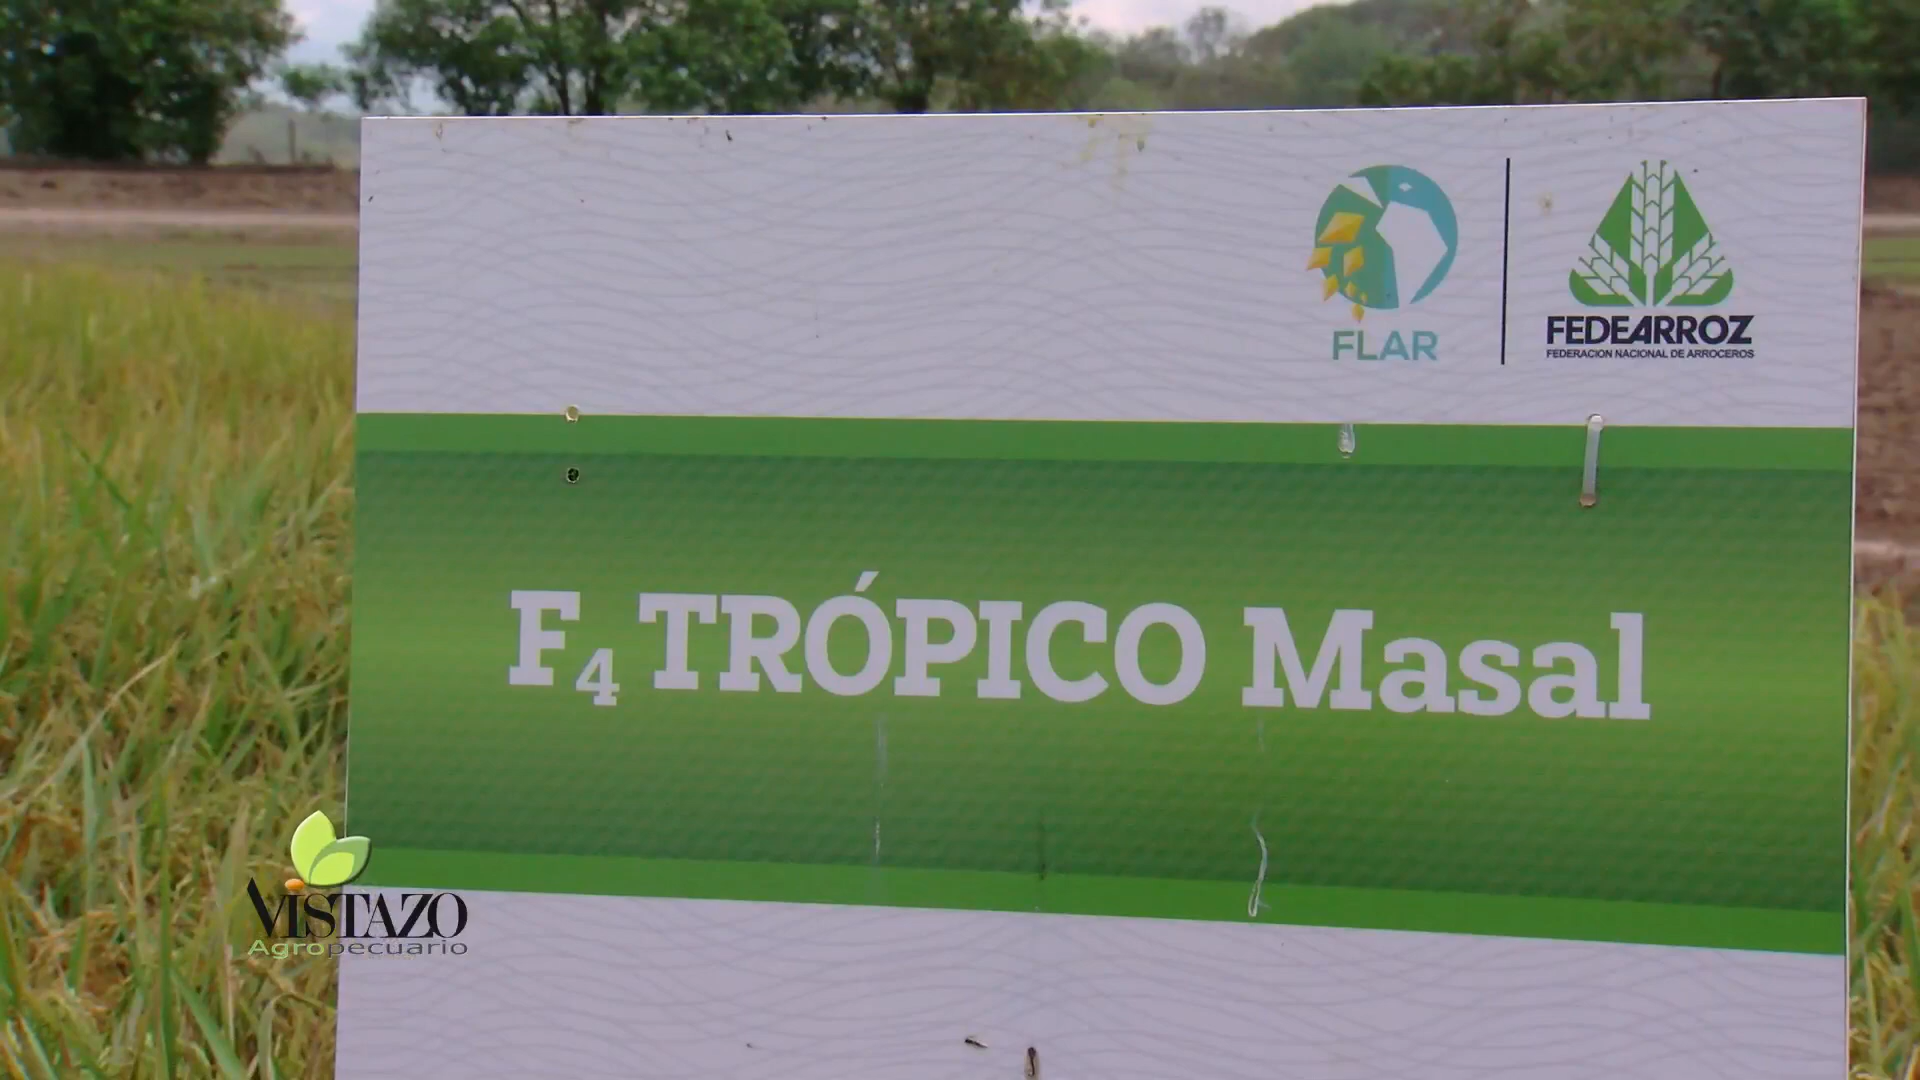 FLAR
FEDEARROZ
FEDERACION NACIONAL DE ARROCEROS
F₄ TRÓPICO Masal
VISTAZO
Agropecuario